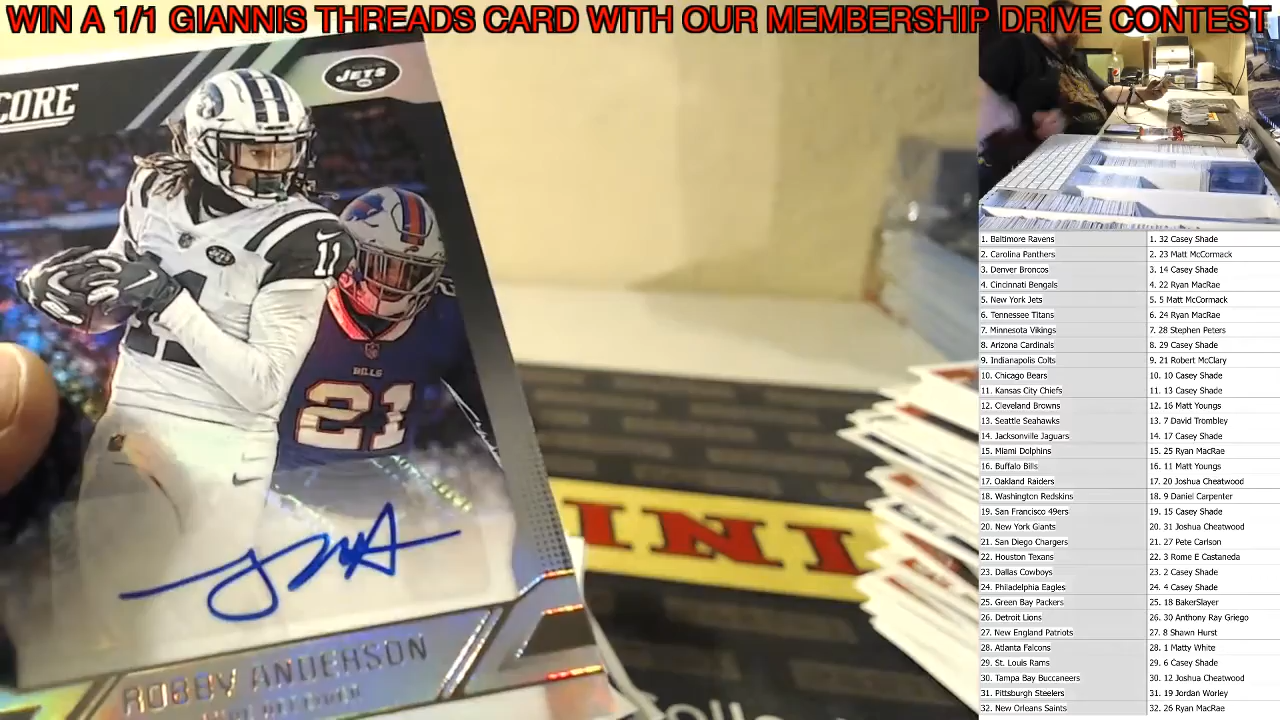 WIN A 1/1 GIANNIS THREADS CARD WITH OUR MEMBERSHIP DRIVE CONTEST
CORE
JETS
11
BILLS
21
ROBBY ANDERSON
INI
1. Baltimore Ravens 1. 32 Casey Shade
2. Carolina Panthers 2. 23 Matt McCormack
3. Denver Broncos 3. 14 Casey Shade
4. Cincinnati Bengals 4. 22 Ryan MacRae
5. New York Jets 5. 5 Matt McCormack
6. Tennessee Titans 6. 24 Ryan MacRae
7. Minnesota Vikings 7. 28 Stephen Peters
8. Arizona Cardinals 8. 29 Casey Shade
9. Indianapolis Colts 9. 21 Robert McClary
10. Chicago Bears 10. 10 Casey Shade
11. Kansas City Chiefs 11. 13 Casey Shade
12. Cleveland Browns 12. 16 Matt Youngs
13. Seattle Seahawks 13. 7 David Trombley
14. Jacksonville Jaguars 14. 17 Casey Shade
15. Miami Dolphins 15. 25 Ryan MacRae
16. Buffalo Bills 16. 11 Matt Youngs
17. Oakland Raiders 17. 20 Joshua Cheatwood
18. Washington Redskins 18. 9 Daniel Carpenter
19. San Francisco 49ers 19. 15 Casey Shade
20. New York Giants 20. 31 Joshua Cheatwood
21. San Diego Chargers 21. 27 Pete Carlson
22. Houston Texans 22. 3 Rome E Castaneda
23. Dallas Cowboys 23. 2 Casey Shade
24. Philadelphia Eagles 24. 4 Casey Shade
25. Green Bay Packers 25. 18 BakerSlayer
26. Detroit Lions 26. 30 Anthony Ray Griego
27. New England Patriots 27. 8 Shawn Hurst
28. Atlanta Falcons 28. 1 Matty White
29. St. Louis Rams 29. 6 Casey Shade
30. Tampa Bay Buccaneers 30. 12 Joshua Cheatwood
31. Pittsburgh Steelers 31. 19 Jordan Worley
32. New Orleans Saints 32. 26 Ryan MacRae